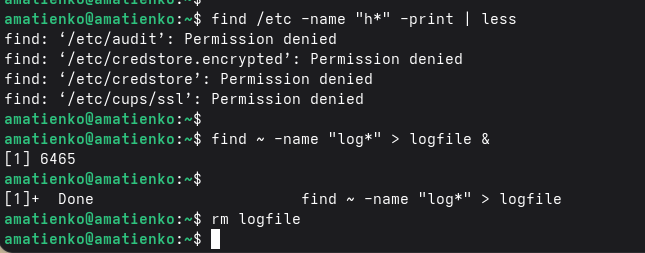 amatienko@amatienko:~$ find /etc -name "h*" -print | less
find: ‘/etc/audit’: Permission denied
find: ‘/etc/credstore.encrypted’: Permission denied
find: ‘/etc/credstore’: Permission denied
find: ‘/etc/cups/ssl’: Permission denied
amatienko@amatienko:~$
amatienko@amatienko:~$ find ~ -name "log*" > logfile &
[1] 6465
amatienko@amatienko:~$
[1]+  Done                    find ~ -name "log*" > logfile
amatienko@amatienko:~$ rm logfile
amatienko@amatienko:~$